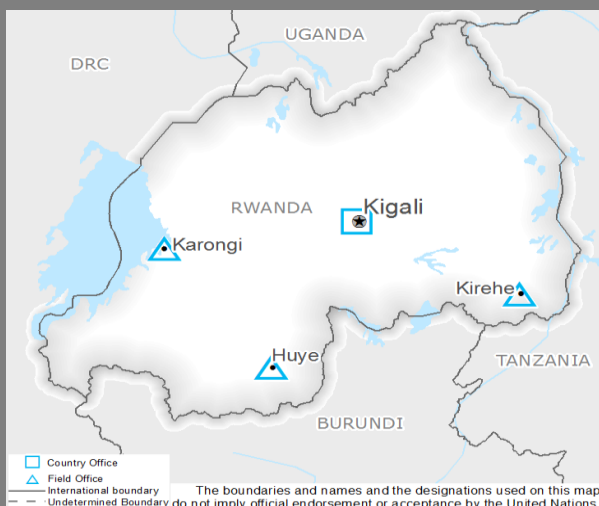 UGANDA
DRC
RWANDA
Kigali
Karongi
Kirehe
Huye
TANZANIA
BURUNDI
Country Office
Field Office
International boundary
Undetermined Boundary
The boundaries and names and the designations used on this map
do not imply official endorsement or acceptance by the United Nations